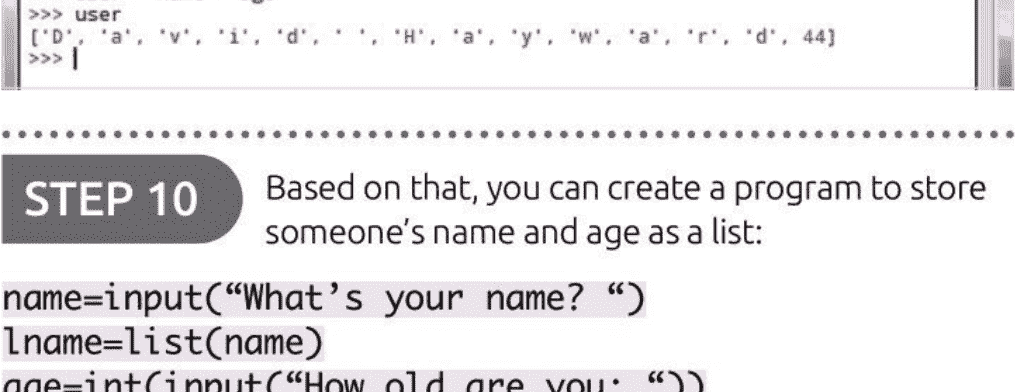 >>> user
['D', 'a', 'v', 'i', 'd', ' ', 'H', 'a', 'y', 'w', 'a', 'r', 'd', 44]
>>>
STEP 10
Based on that, you can create a program to store
someone’s name and age as a list:
name=input(“What’s your name? “)
lname=list(name)
age=int(input(“How old are you: “))